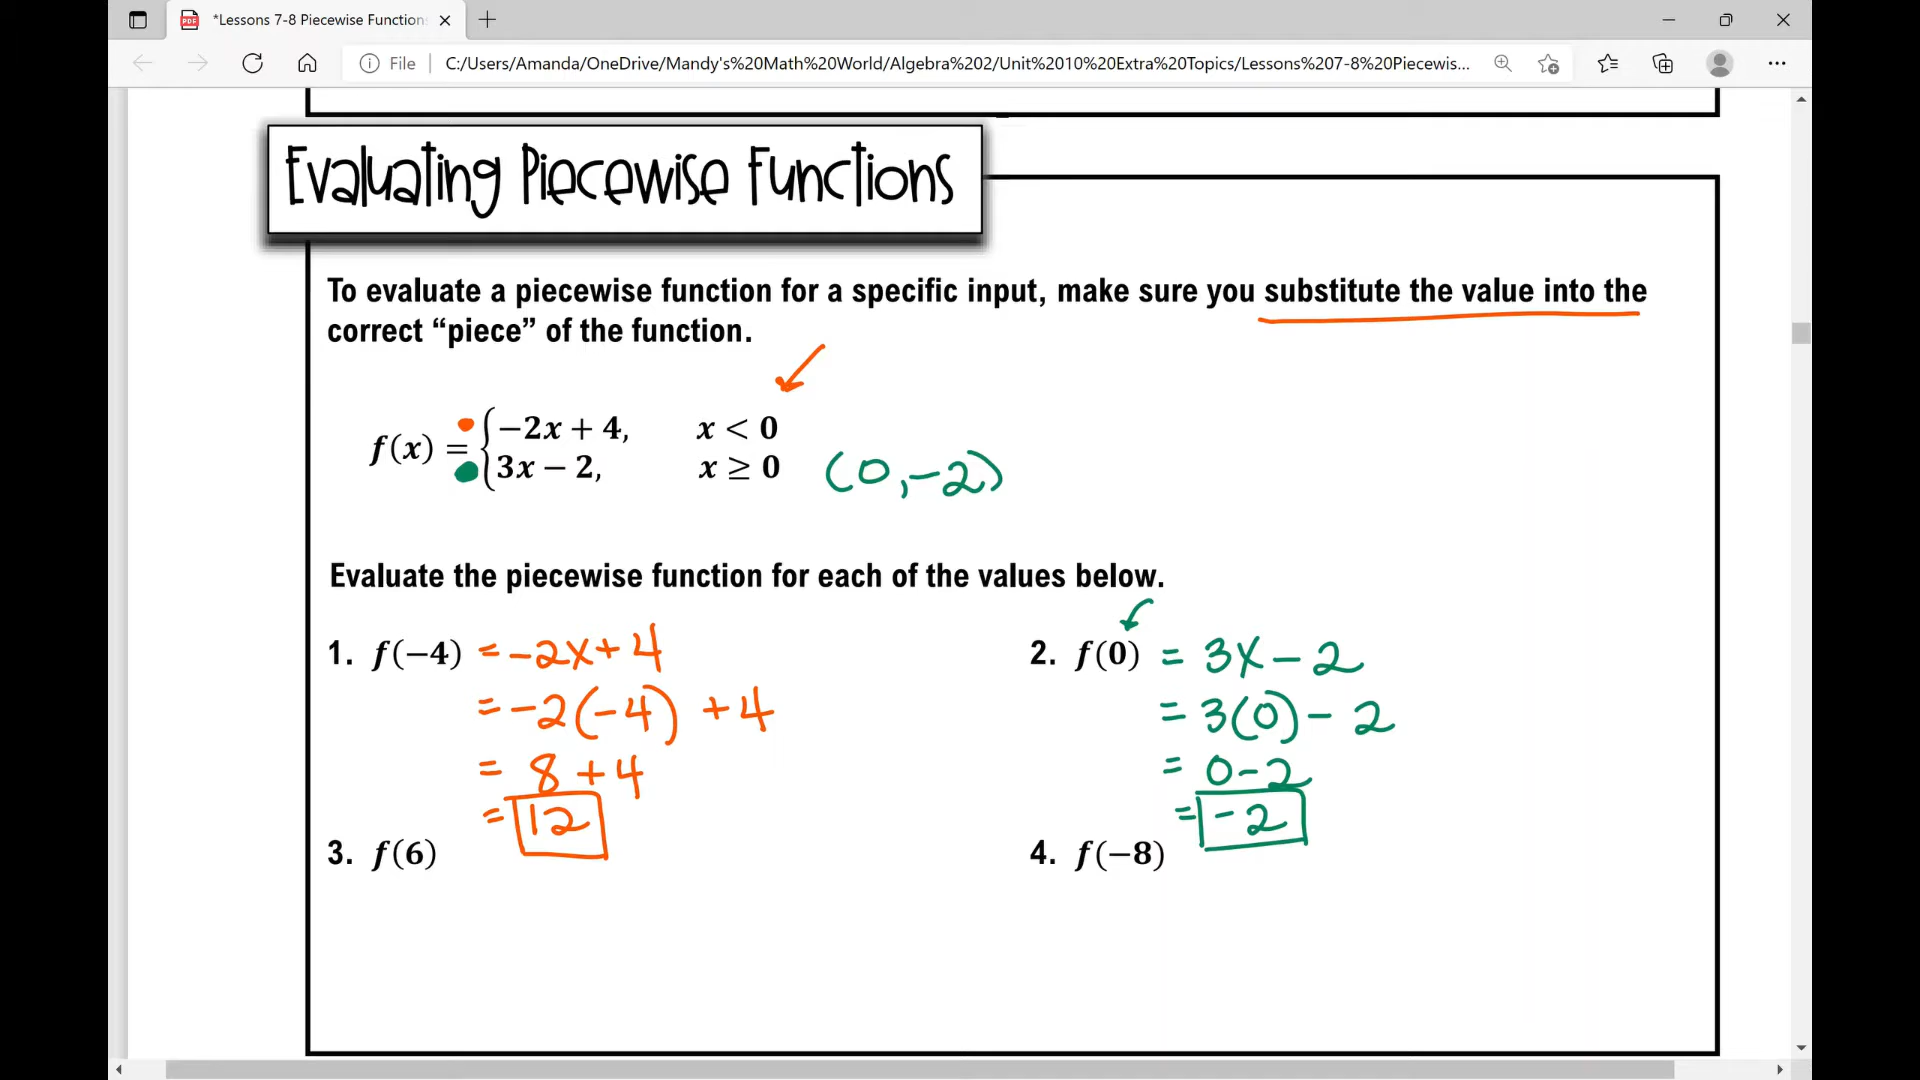 *Lessons 7-8 Piecewise Function
File
C:/Users/Amanda/OneDrive/Mandy's%20Math%20World/Algebra%202/Unit%2010%20Extra%20Topics/Lessons%207-8%20Piecewis...
Evaluating Piecewise Functions
To evaluate a piecewise function for a specific input, make sure you substitute the value into the
correct “piece” of the function.
f(x) = { −2x + 4, x < 0
3x − 2, x ≥ 0 (0, -2)
Evaluate the piecewise function for each of the values below.
1. f(−4) = -2x + 4
= -2(-4) + 4
= 8 + 4
= 12
2. f(0) = 3x - 2
= 3(0) - 2
= 0 - 2
= -2
3. f(6)
4. f(−8)